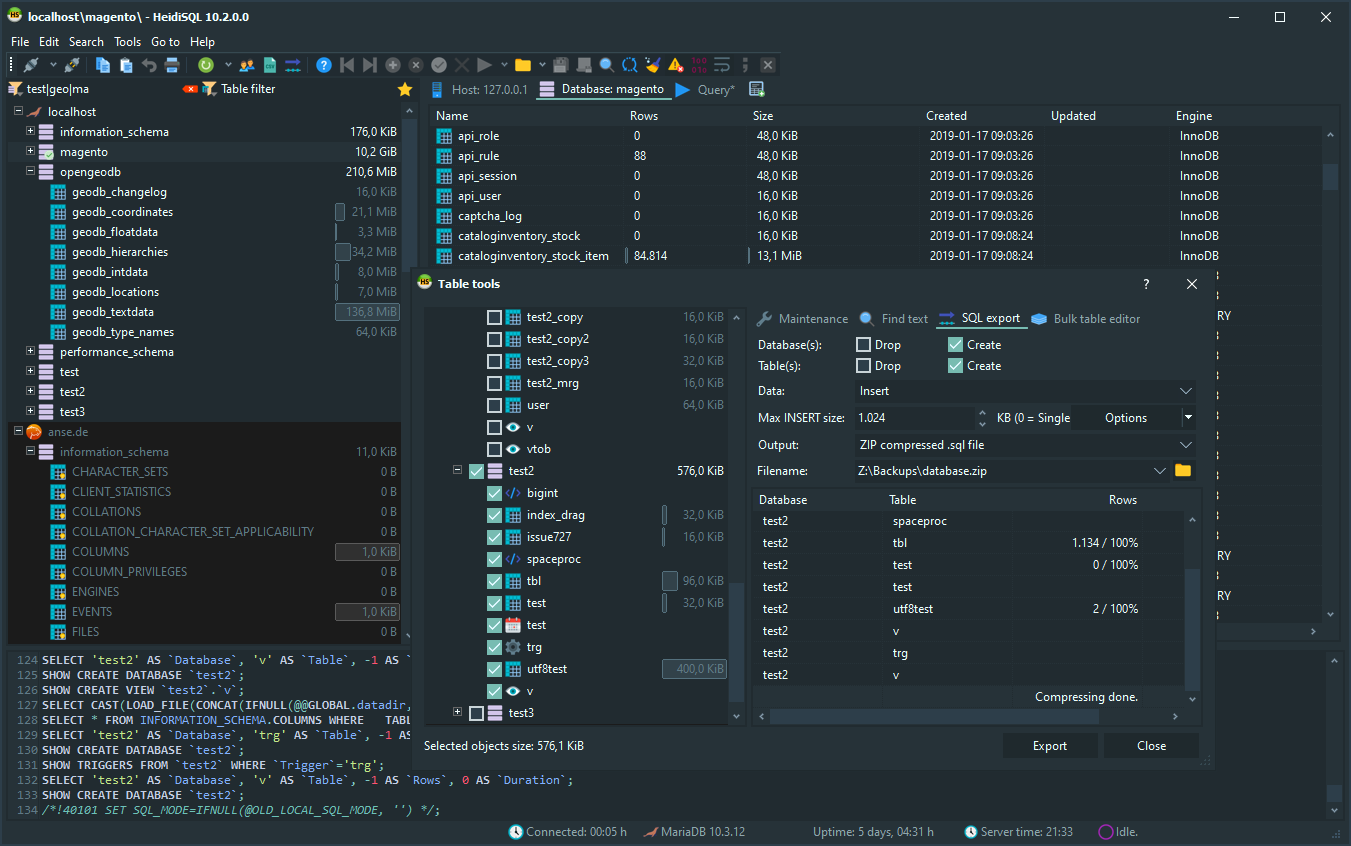 localhost\magento\ - HeidiSQL 10.2.0.0
File Edit Search Tools Go to Help
test|geo|ma Table filter
Host: 127.0.0.1 Database: magento Query*
localhost
information_schema 176,0 KiB
magento 10,2 GiB
opengeodb 210,6 MiB
geodb_changelog 16,0 KiB
geodb_coordinates 21,1 MiB
geodb_floatdata 3,3 MiB
geodb_hierarchies 34,2 MiB
geodb_intdata 8,0 MiB
geodb_locations 7,0 MiB
geodb_textdata 136,8 MiB
geodb_type_names 64,0 KiB
performance_schema
test
test2
test3
anse.de
information_schema 11,0 KiB
CHARACTER_SETS 0 B
CLIENT_STATISTICS 0 B
COLLATIONS 0 B
COLLATION_CHARACTER_SET_APPLICABILITY 0 B
COLUMNS 1,0 KiB
COLUMN_PRIVILEGES 0 B
ENGINES 0 B
EVENTS 1,0 KiB
FILES 0 B
Name Rows Size Created Updated Engine
api_role 0 48,0 KiB 2019-01-17 09:03:26 InnoDB
api_rule 88 48,0 KiB 2019-01-17 09:03:26 InnoDB
api_session 0 48,0 KiB 2019-01-17 09:03:26 InnoDB
api_user 0 16,0 KiB 2019-01-17 09:03:26 InnoDB
captcha_log 0 16,0 KiB 2019-01-17 09:03:26 InnoDB
cataloginventory_stock 0 16,0 KiB 2019-01-17 09:08:24 InnoDB
cataloginventory_stock_item 84.814 13,1 MiB 2019-01-17 09:08:24 InnoDB
RY
RY
RY
Table tools ?
test2_copy 16,0 KiB
test2_copy2 16,0 KiB
test2_copy3 32,0 KiB
test2_mrg 16,0 KiB
user 64,0 KiB
v
vtob
test2 576,0 KiB
bigint
index_drag 32,0 KiB
issue727 16,0 KiB
spaceproc
tbl 96,0 KiB
test 32,0 KiB
test
trg
utf8test 400,0 KiB
v
test3
Selected objects size: 576,1 KiB
Maintenance Find text SQL export Bulk table editor
Database(s): Drop Create
Table(s): Drop Create
Data: Insert
Max INSERT size: 1.024 KB (0 = Single Options
Output: ZIP compressed .sql file
Filename: Z:\Backups\database.zip
Database Table Rows
test2 spaceproc
test2 tbl 1.134 / 100%
test2 test 0 / 100%
test2 test
test2 utf8test 2 / 100%
test2 v
test2 trg
test2 v
Compressing done.
Export Close
124 SELECT 'test2' AS `Database`, 'v' AS `Table`, -1 AS `
125 SHOW CREATE DATABASE `test2`;
126 SHOW CREATE VIEW `test2`.`v`;
127 SELECT CAST(LOAD_FILE(CONCAT(IFNULL(@@GLOBAL.datadir,
128 SELECT * FROM INFORMATION_SCHEMA.COLUMNS WHERE TABL
129 SELECT 'test2' AS `Database`, 'trg' AS `Table`, -1 AS
130 SHOW CREATE DATABASE `test2`;
131 SHOW TRIGGERS FROM `test2` WHERE `Trigger`='trg';
132 SELECT 'test2' AS `Database`, 'v' AS `Table`, -1 AS `Rows`, 0 AS `Duration`;
133 SHOW CREATE DATABASE `test2`;
134 /*!40101 SET SQL_MODE=IFNULL(@OLD_LOCAL_SQL_MODE, '') */;
Connected: 00:05 h MariaDB 10.3.12 Uptime: 5 days, 04:31 h Server time: 21:33 Idle.